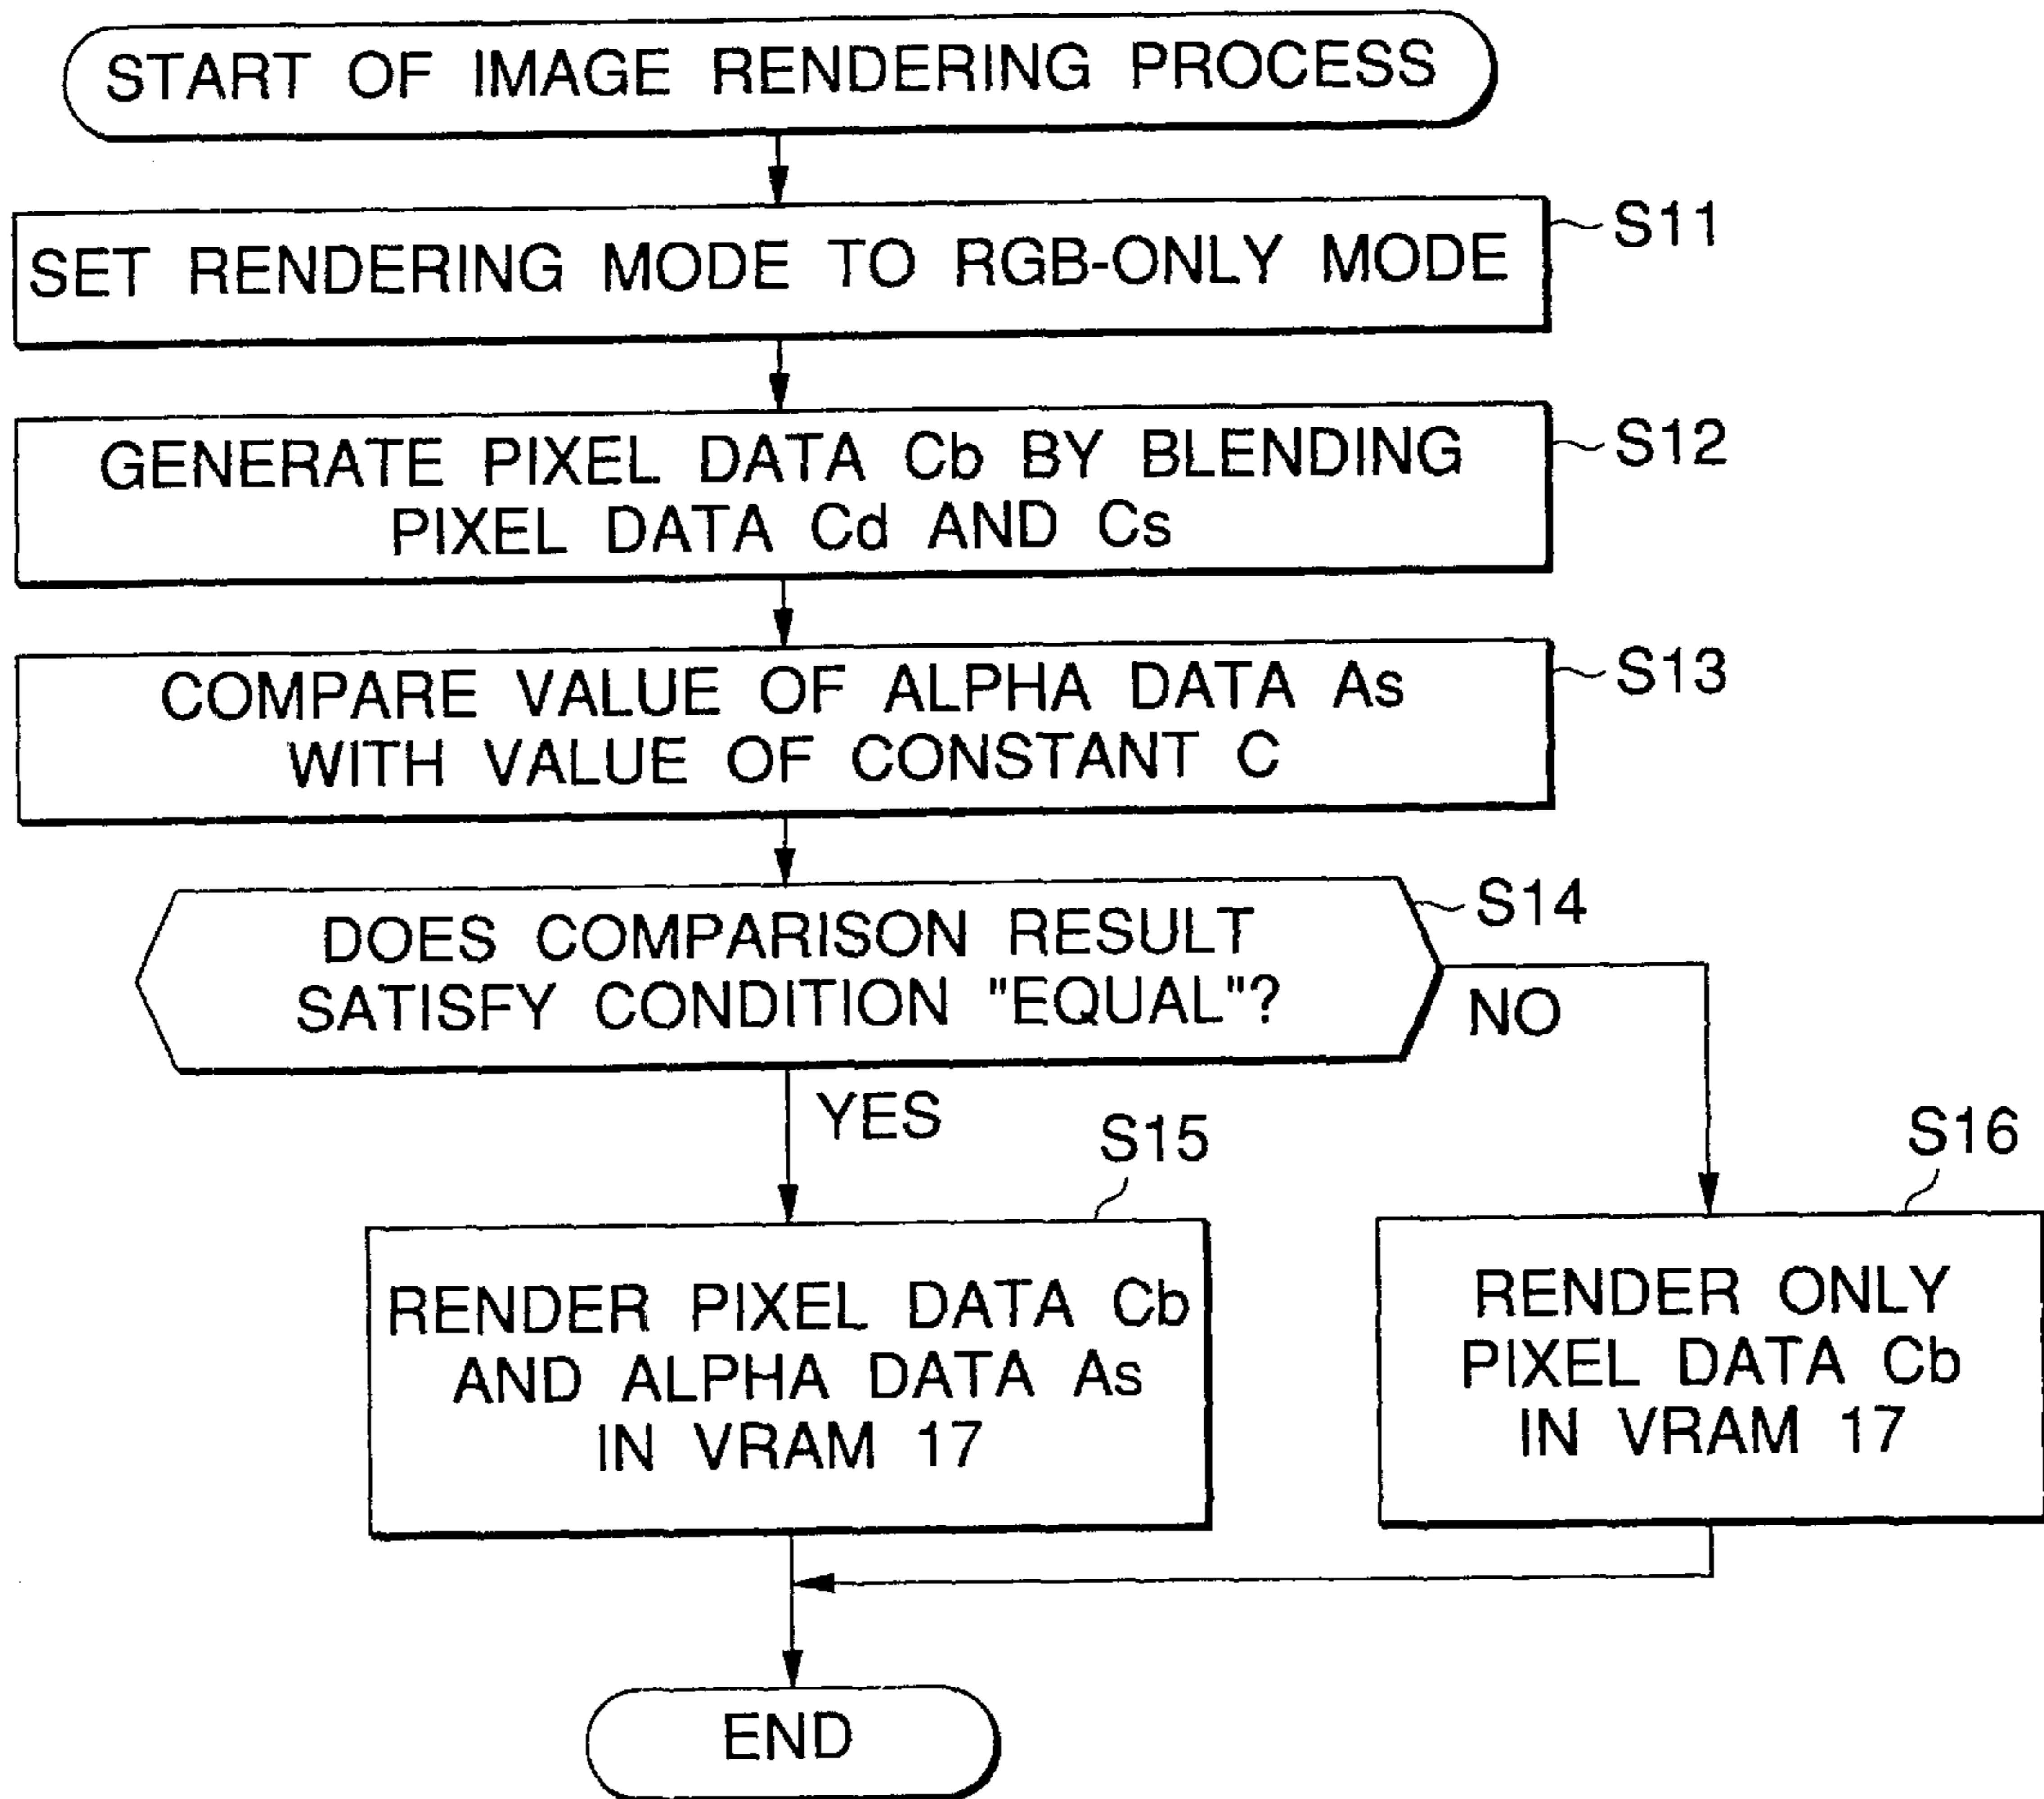 START OF IMAGE RENDERING PROCESS
SET RENDERING MODE TO RGB-ONLY MODE
S11
GENERATE PIXEL DATA Cb BY BLENDING
PIXEL DATA Cd AND Cs
S12
COMPARE VALUE OF ALPHA DATA As
WITH VALUE OF CONSTANT C
S13
DOES COMPARISON RESULT
SATISFY CONDITION "EQUAL"?
S14
NO
YES
S15
S16
RENDER PIXEL DATA Cb
AND ALPHA DATA As
IN VRAM 17
RENDER ONLY
PIXEL DATA Cb
IN VRAM 17
END